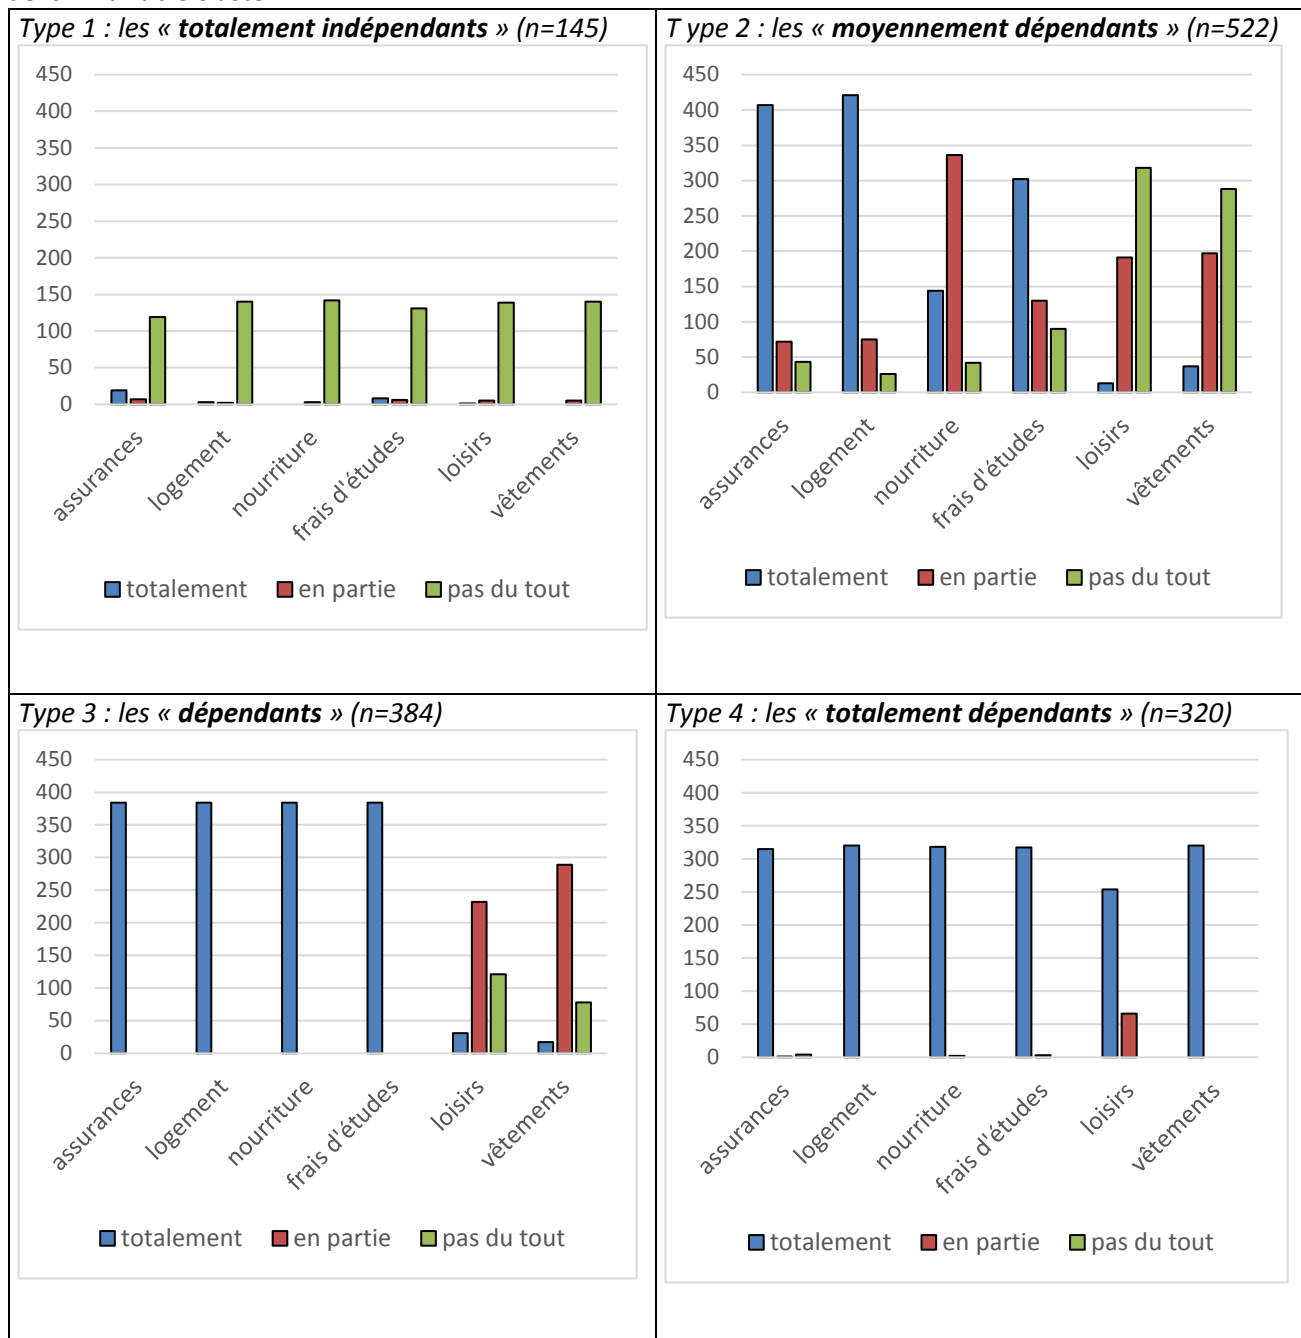 Type 1 : les « totalement indépendants » (n=145)
450
400
350
300
250
200
150
100
50
0
assurances
logement
nourriture
frais d'études
loisirs
vêtements
totalement en partie pas du tout
T ype 2 : les « moyennement dépendants » (n=522)
450
400
350
300
250
200
150
100
50
0
assurances
logement
nourriture
frais d'études
loisirs
vêtements
totalement en partie pas du tout
Type 3 : les « dépendants » (n=384)
450
400
350
300
250
200
150
100
50
0
assurances
logement
nourriture
frais d'études
loisirs
vêtements
totalement en partie pas du tout
Type 4 : les « totalement dépendants » (n=320)
450
400
350
300
250
200
150
100
50
0
assurances
logement
nourriture
frais d'études
loisirs
vêtements
totalement en partie pas du tout